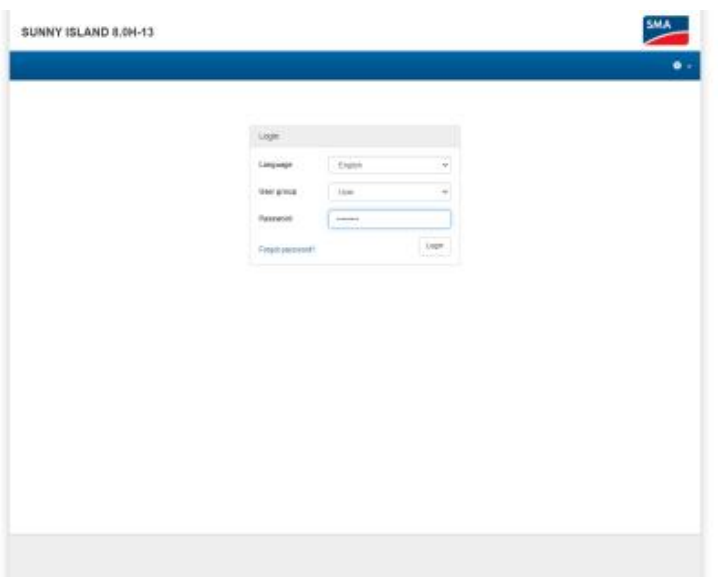 SUNNY ISLAND 8.0H-13
SMA
Login
Language English
User group User
Password
Forgot password?
Login